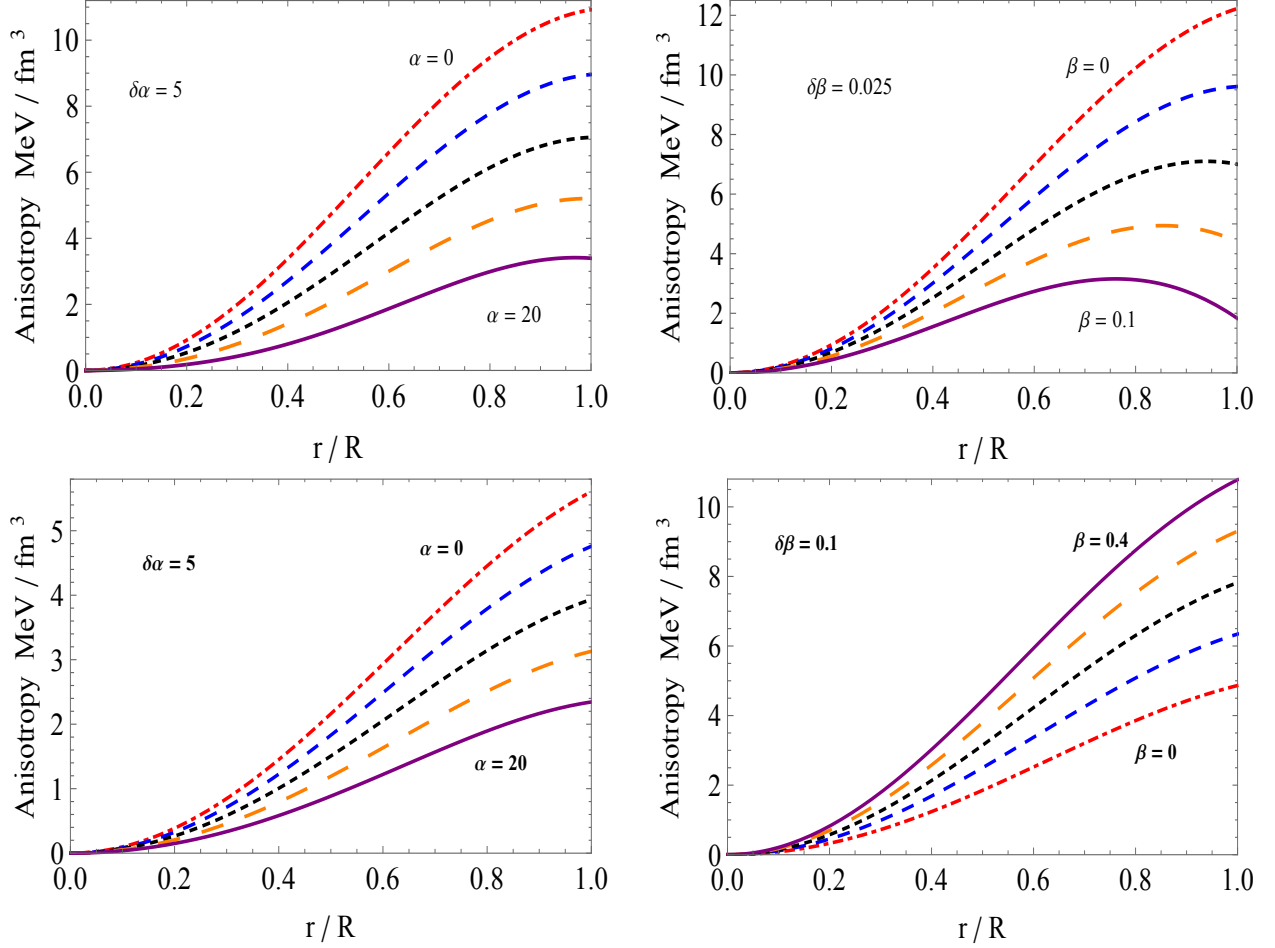 Anisotropy MeV / fm ³
10
8
6
4
2
0
δα = 5
α = 0
α = 20
0.0 0.2 0.4 0.6 0.8 1.0
r / R
Anisotropy MeV / fm ³
12
10
8
6
4
2
0
δβ = 0.025
β = 0
β = 0.1
0.0 0.2 0.4 0.6 0.8 1.0
r / R
Anisotropy MeV / fm ³
5
4
3
2
1
0
δα = 5
α = 0
α = 20
0.0 0.2 0.4 0.6 0.8 1.0
r / R
Anisotropy MeV / fm ³
10
8
6
4
2
0
δβ = 0.1
β = 0.4
β = 0
0.0 0.2 0.4 0.6 0.8 1.0
r / R